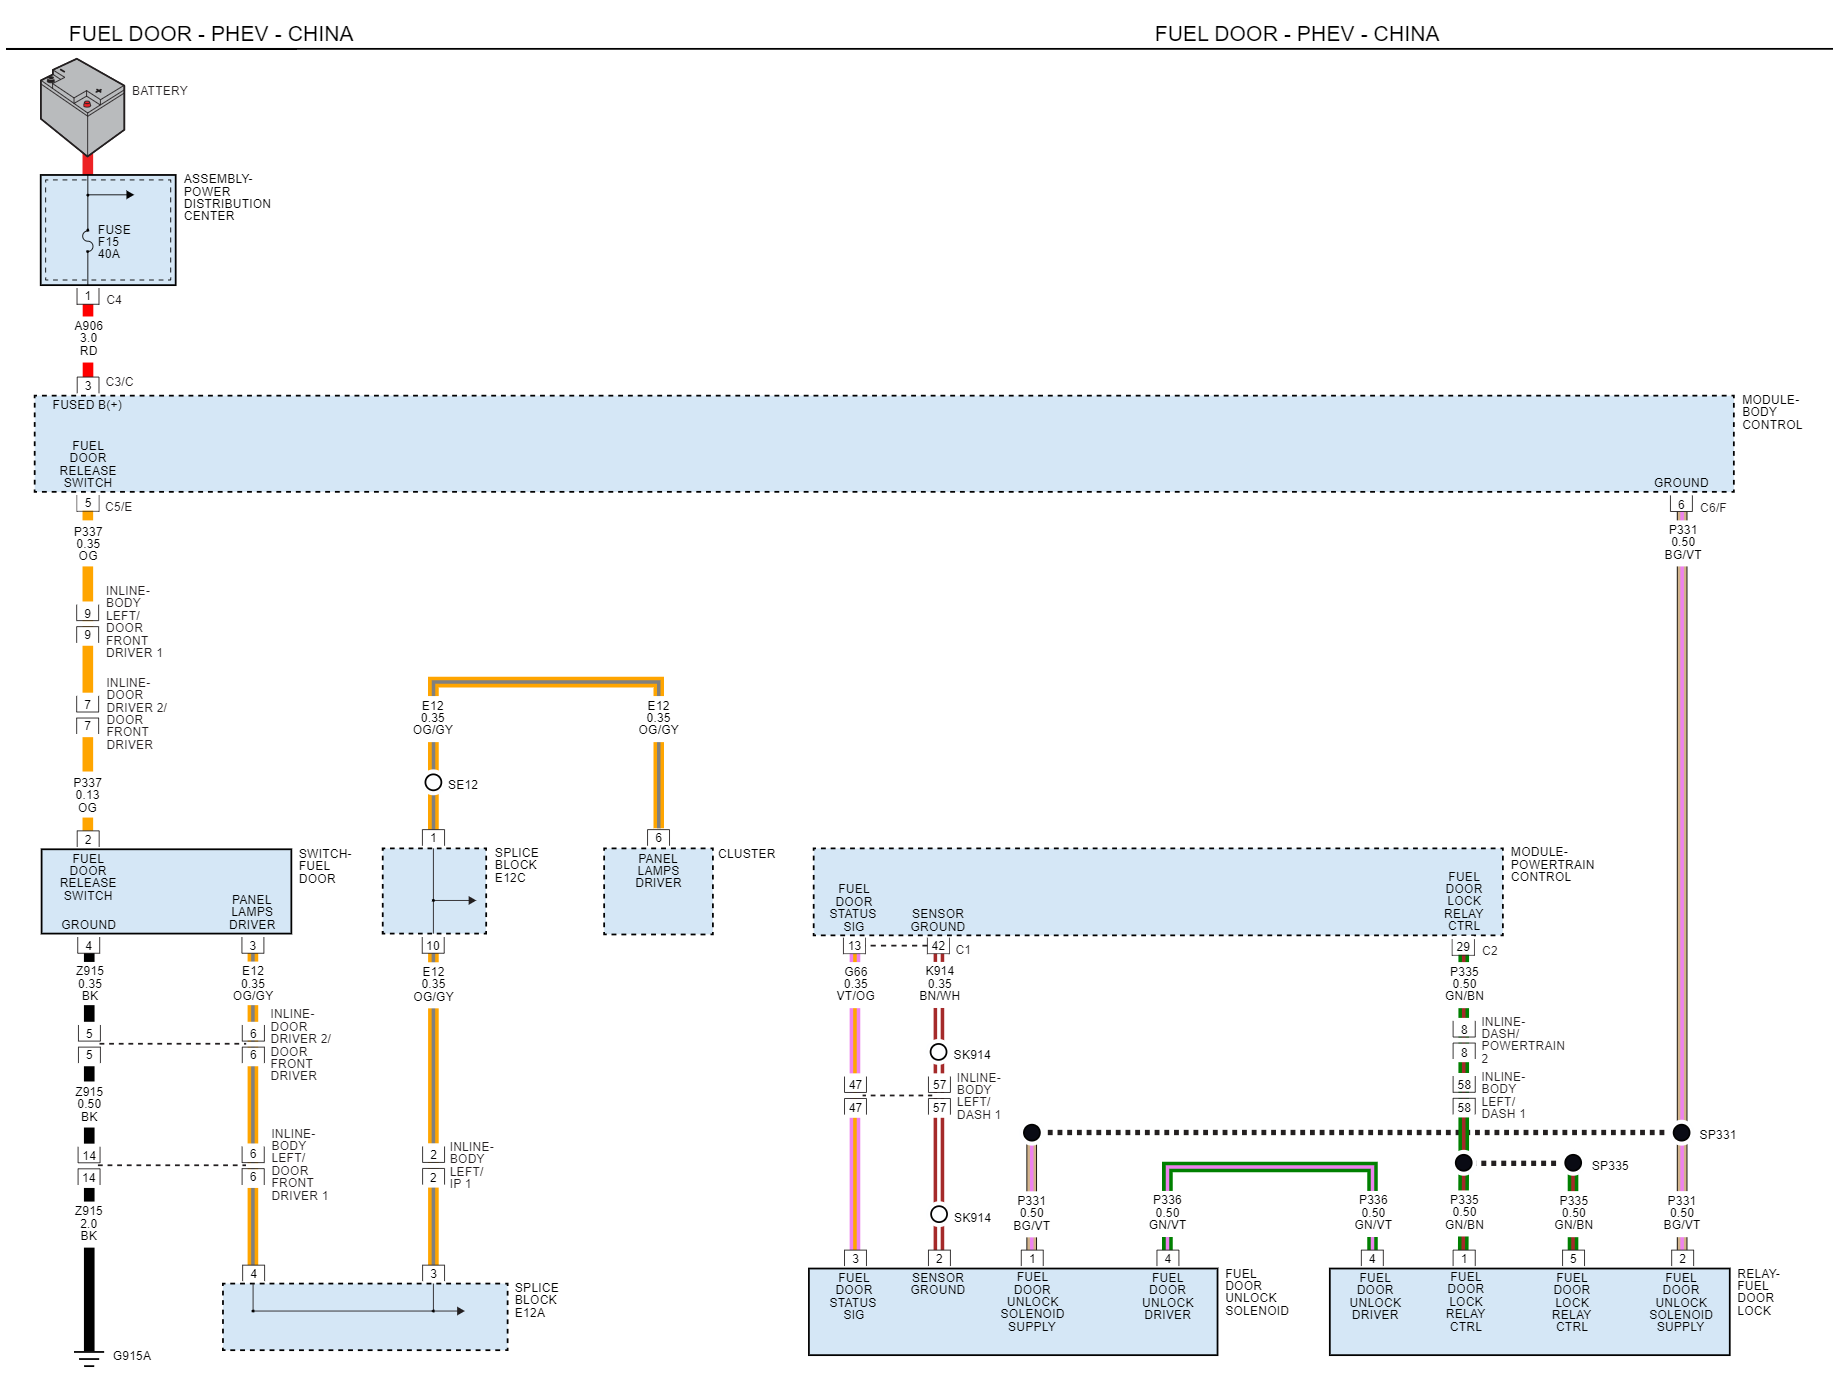 FUEL DOOR - PHEV - CHINA
FUEL DOOR - PHEV - CHINA
BATTERY
ASSEMBLY-
POWER
DISTRIBUTION
CENTER
FUSE
F15
40A
1
C4
A906
3.0
RD
3
C3/C
FUSED B(+)
MODULE-
BODY
CONTROL
FUEL
DOOR
RELEASE
SWITCH
GROUND
5
C5/E
6
C6/F
P337
0.35
OG
P331
0.50
BG/VT
9
9
INLINE-
BODY
LEFT/
DOOR
FRONT
DRIVER 1
7
7
INLINE-
DOOR
DRIVER 2/
DOOR
FRONT
DRIVER
P337
0.13
OG
2
E12
0.35
OG/GY
E12
0.35
OG/GY
SE12
1
6
FUEL
DOOR
RELEASE
SWITCH
GROUND
PANEL
LAMPS
DRIVER
SWITCH-
FUEL
DOOR
SPLICE
BLOCK
E12C
PANEL
LAMPS
DRIVER
CLUSTER
FUEL
DOOR
STATUS
SIG
SENSOR
GROUND
FUEL
DOOR
LOCK
RELAY
CTRL
MODULE-
POWERTRAIN
CONTROL
4
3
10
13
42
C1
29
C2
Z915
0.35
BK
E12
0.35
OG/GY
E12
0.35
OG/GY
G66
0.35
VT/OG
K914
0.35
BN/WH
P335
0.50
GN/BN
5
5
6
6
INLINE-
DOOR
DRIVER 2/
DOOR
FRONT
DRIVER
SK914
8
8
INLINE-
DASH/
POWERTRAIN
2
47
47
57
57
INLINE-
BODY
LEFT/
DASH 1
58
58
INLINE-
BODY
LEFT/
DASH 1
Z915
0.50
BK
14
14
6
6
INLINE-
BODY
LEFT/
DOOR
FRONT
DRIVER 1
2
2
INLINE-
BODY
LEFT/
IP 1
SP331
SP335
Z915
2.0
BK
SK914
P331
0.50
BG/VT
P336
0.50
GN/VT
P336
0.50
GN/VT
P335
0.50
GN/BN
P335
0.50
GN/BN
P331
0.50
BG/VT
4
3
3
2
1
4
4
1
5
2
SPLICE
BLOCK
E12A
FUEL
DOOR
STATUS
SIG
SENSOR
GROUND
FUEL
DOOR
UNLOCK
SOLENOID
SUPPLY
FUEL
DOOR
UNLOCK
DRIVER
FUEL
DOOR
UNLOCK
SOLENOID
FUEL
DOOR
UNLOCK
DRIVER
FUEL
DOOR
LOCK
RELAY
CTRL
FUEL
DOOR
LOCK
RELAY
CTRL
FUEL
DOOR
UNLOCK
SOLENOID
SUPPLY
RELAY-
FUEL
DOOR
LOCK
G915A